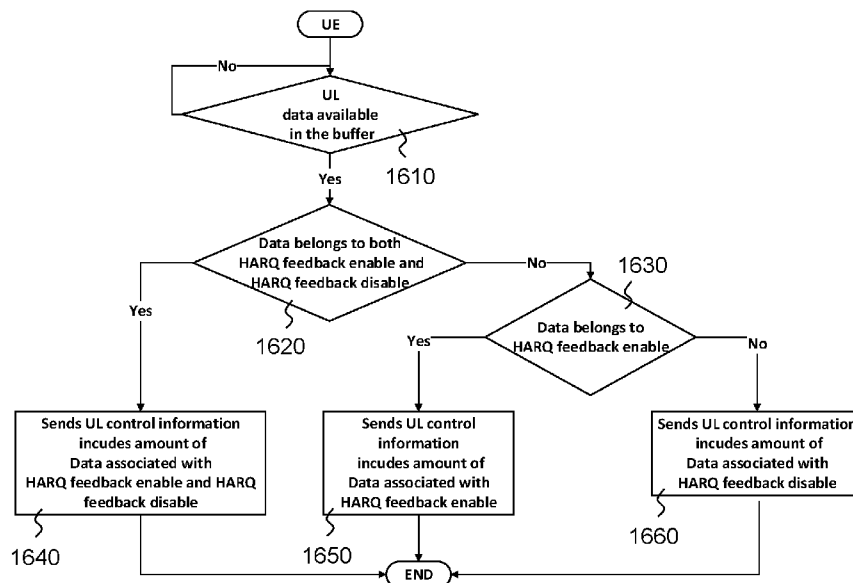 UE
No
UL
data available
in the buffer
1610
Yes
Data belongs to both
HARQ feedback enable and
HARQ feedback disable
No
1630
Yes
1620
Data belongs to
HARQ feedback enable
Yes
No
Sends UL control information
incudes amount of
Data associated with
HARQ feedback enable and HARQ
feedback disable
Sends UL control
information
incudes amount of
Data associated with
HARQ feedback enable
Sends UL control information
incudes amount of
Data associated with
HARQ feedback disable
1640
1650
1660
END